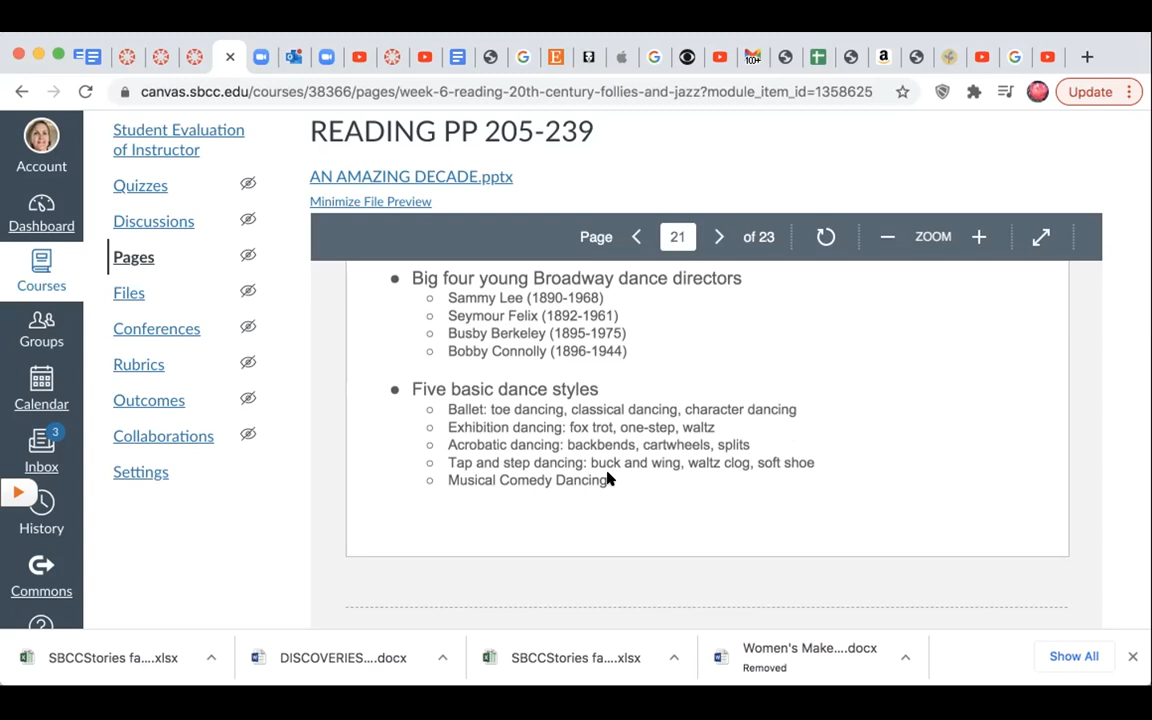 canvas.sbcc.edu/courses/38366/pages/week-6-reading-20th-century-follies-and-jazz?module_item_id=1358625
Update
100+
Account
Dashboard
Courses
Groups
Calendar
3
Inbox
History
Commons
Student Evaluation
of Instructor
Quizzes
Discussions
Pages
Files
Conferences
Rubrics
Outcomes
Collaborations
Settings
READING PP 205-239
AN AMAZING DECADE.pptx
Minimize File Preview
Page 21 of 23 ZOOM
Big four young Broadway dance directors
Sammy Lee (1890-1968)
Seymour Felix (1892-1961)
Busby Berkeley (1895-1975)
Bobby Connolly (1896-1944)
Five basic dance styles
Ballet: toe dancing, classical dancing, character dancing
Exhibition dancing: fox trot, one-step, waltz
Acrobatic dancing: backbends, cartwheels, splits
Tap and step dancing: buck and wing, waltz clog, soft shoe
Musical Comedy Dancing
SBCCStories fa....xlsx
DISCOVERIES....docx
SBCCStories fa....xlsx
Women's Make....docx
Removed
Show All